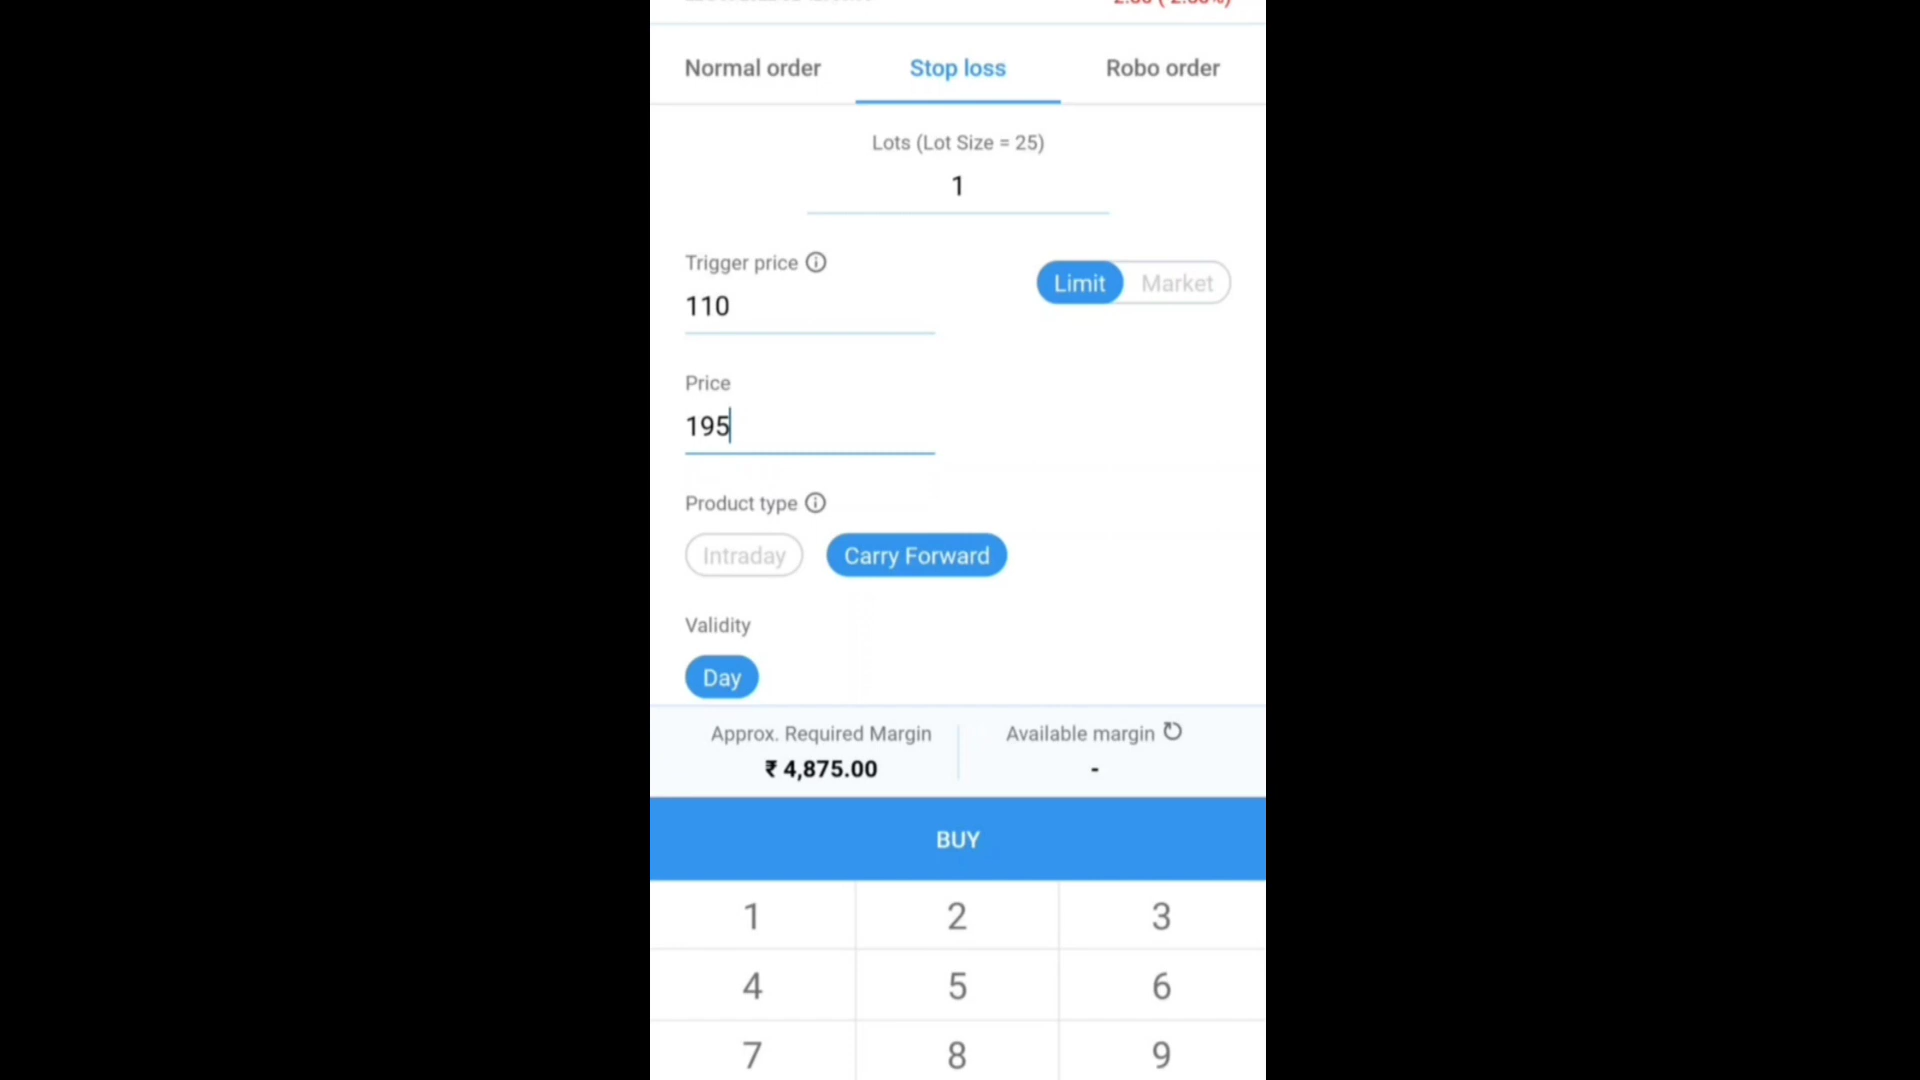 Normal order
Stop loss
Robo order
Lots (Lot Size = 25)
1
Trigger price
Limit
Market
110
Price
195
Product type
Intraday
Carry Forward
Validity
Day
Approx. Required Margin
Available margin
₹ 4,875.00
-
BUY
1
2
3
4
5
6
7
8
9